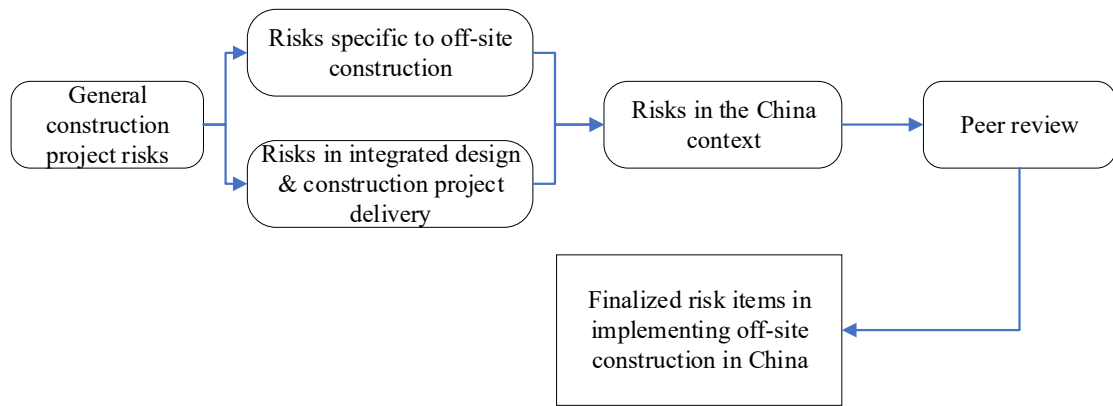 General
construction
project risks
Risks specific to off-site
construction
Risks in integrated design
& construction project
delivery
Risks in the China
context
Peer review
Finalized risk items in
implementing off-site
construction in China